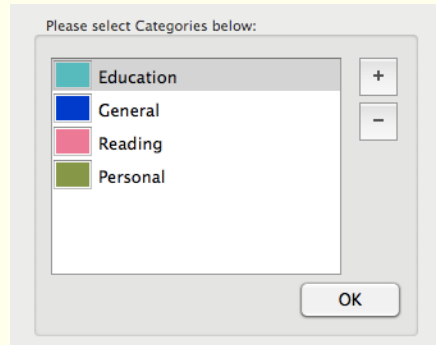 Please select Categories below:
Education
+
General
−
Reading
Personal
OK